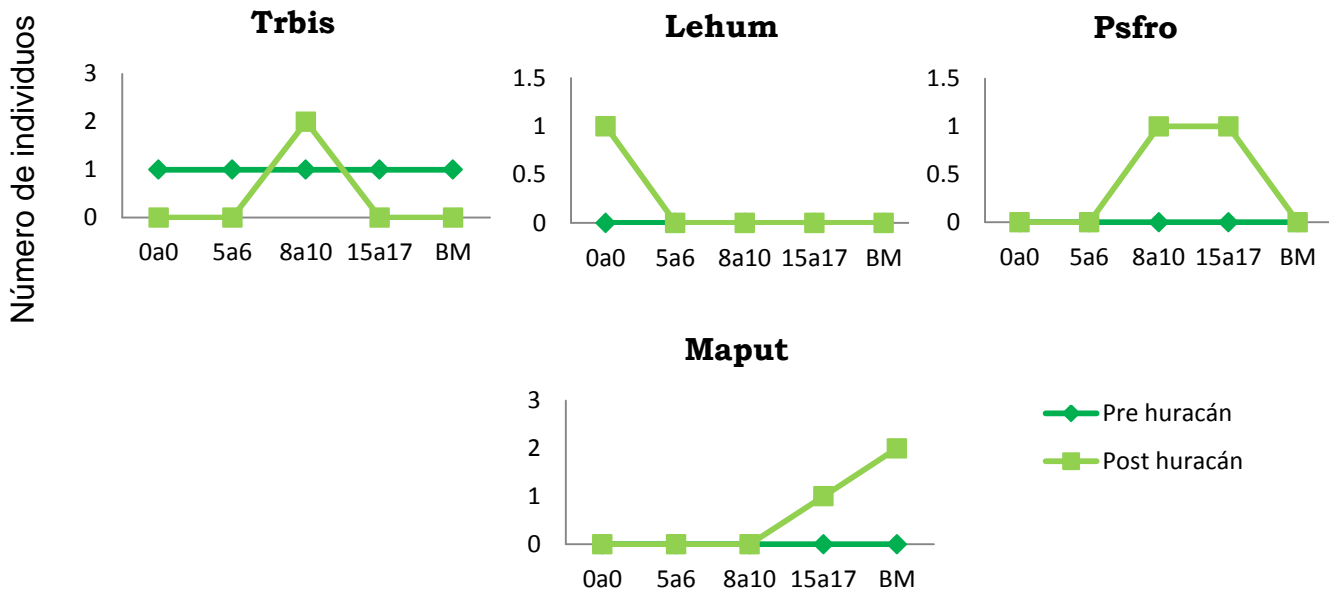 Número de individuos
Trbis
3
2
1
0
0a0 5a6 8a10 15a17 BM
Lehum
1.5
1
0.5
0
0a0 5a6 8a10 15a17 BM
Psfro
1.5
1
0.5
0
0a0 5a6 8a10 15a17 BM
Maput
3
2
1
0
0a0 5a6 8a10 15a17 BM
Pre huracán
Post huracán